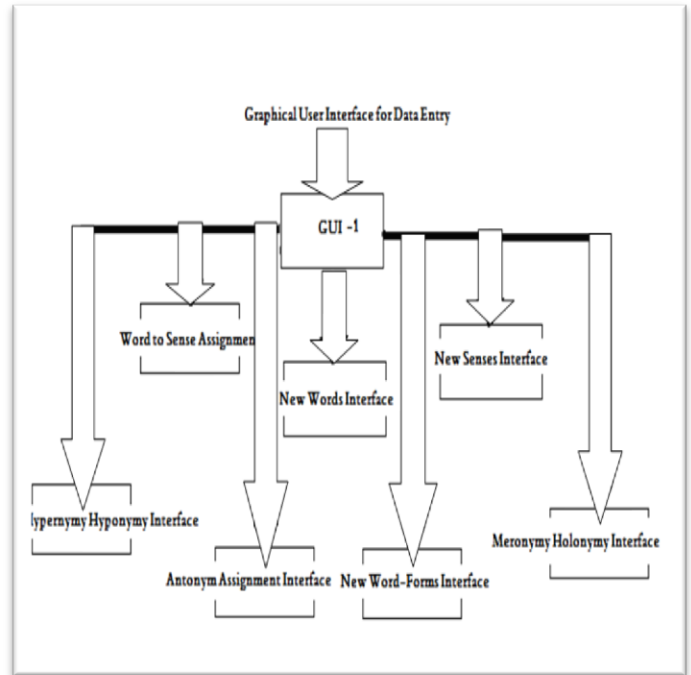 Graphical User Interface for Data Entry
GUI -1
Word to Sense Assignmen
New Senses Interface
New Words Interface
lypernymy Hyponymy Interface
Meronymy Holonymy Interface
Antonym Assignment Interface
New Word-Forms Interface